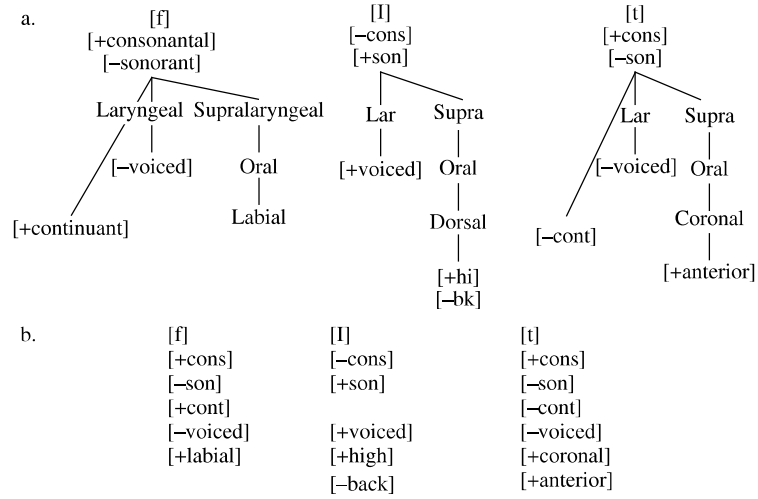 a. [f] [I] [t]
[+consonantal] [–cons] [+cons]
[–sonorant] [+son] [–son]
Laryngeal Supralaryngeal Lar Supra Lar Supra
[–voiced] Oral [+voiced] Oral [–voiced] Oral
[+continuant] Labial Dorsal [–cont] Coronal
[+hi] [+anterior]
[–bk]
b. [f] [I] [t]
[+cons] [–cons] [+cons]
[–son] [+son] [–son]
[+cont] [–cont]
[–voiced] [+voiced] [–voiced]
[+labial] [+high] [+coronal]
[–back] [+anterior]